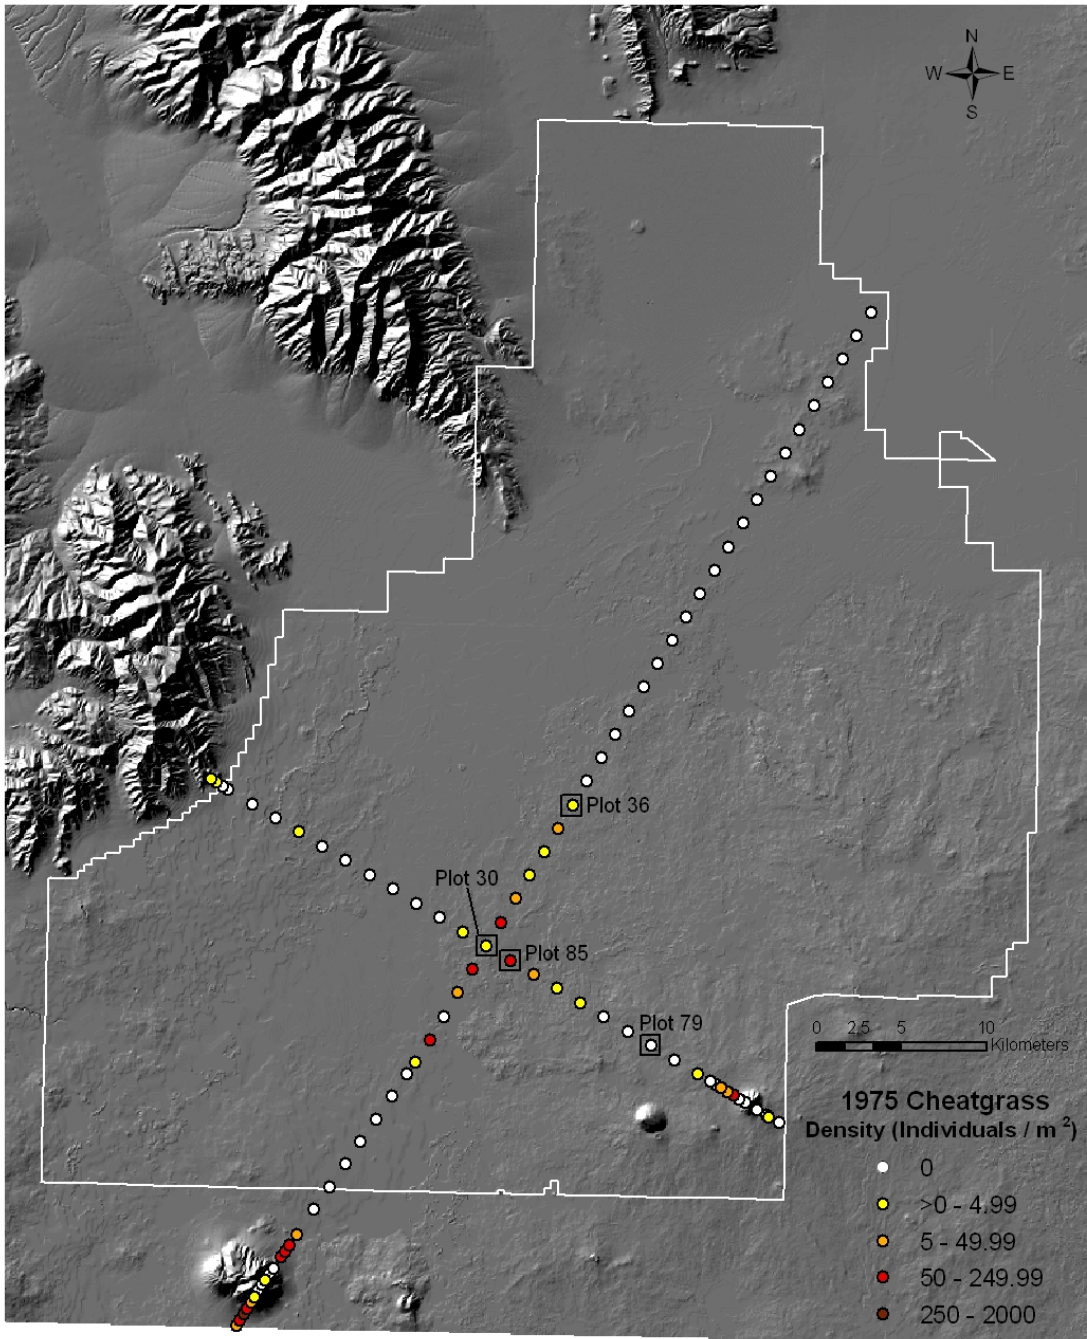 N
W E
S
Plot 36
Plot 30
Plot 85
Plot 79
0 2.5 5 10
Kilometers
1975 Cheatgrass
Density (Individuals / m 2)
0
>0 - 4.99
5 - 49.99
50 - 249.99
250 - 2000